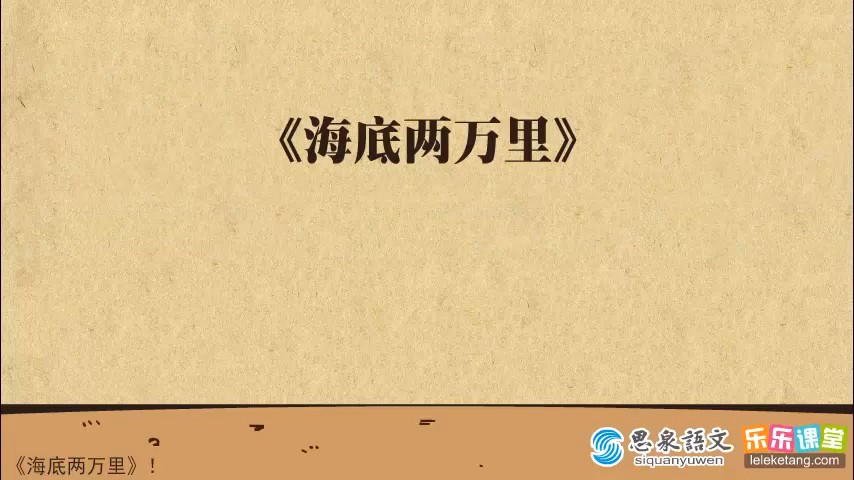 《海底两万里》
思泉語文
siquanyuwen
乐乐课堂
leleketang.com
《海底两万里》!